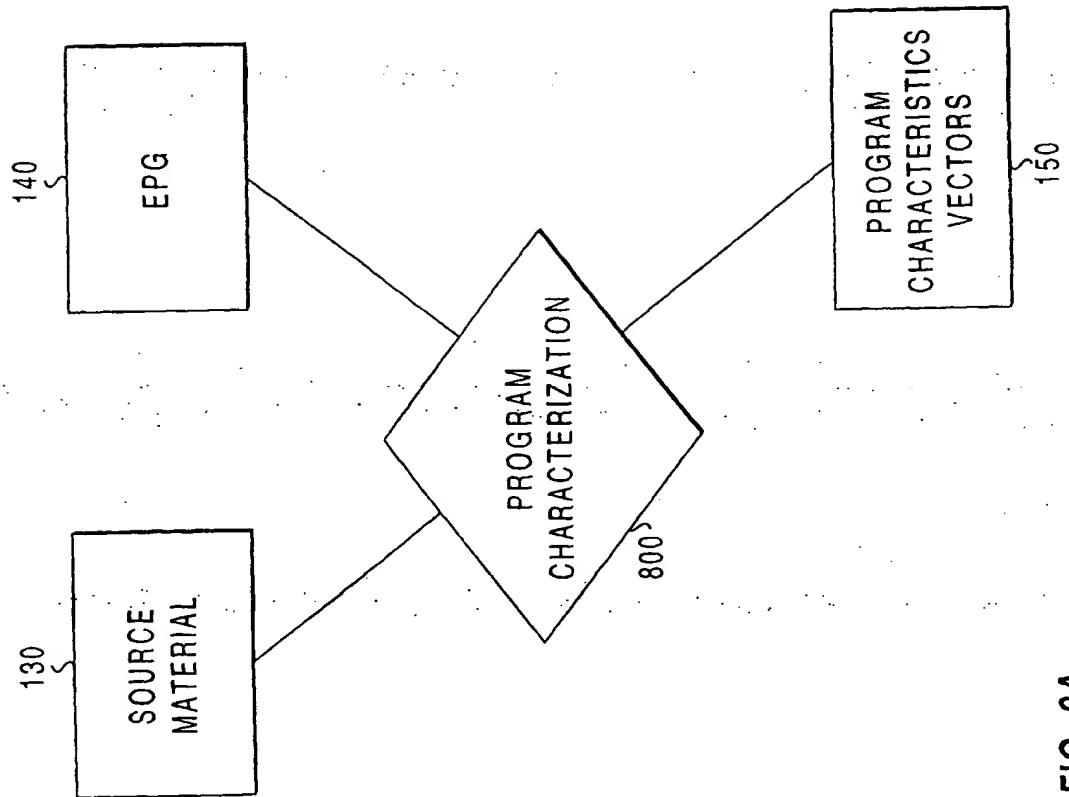 130
SOURCE
MATERIAL
140
EPG
PROGRAM
CHARACTERIZATION
800
PROGRAM
CHARACTERISTICS
VECTORS
150